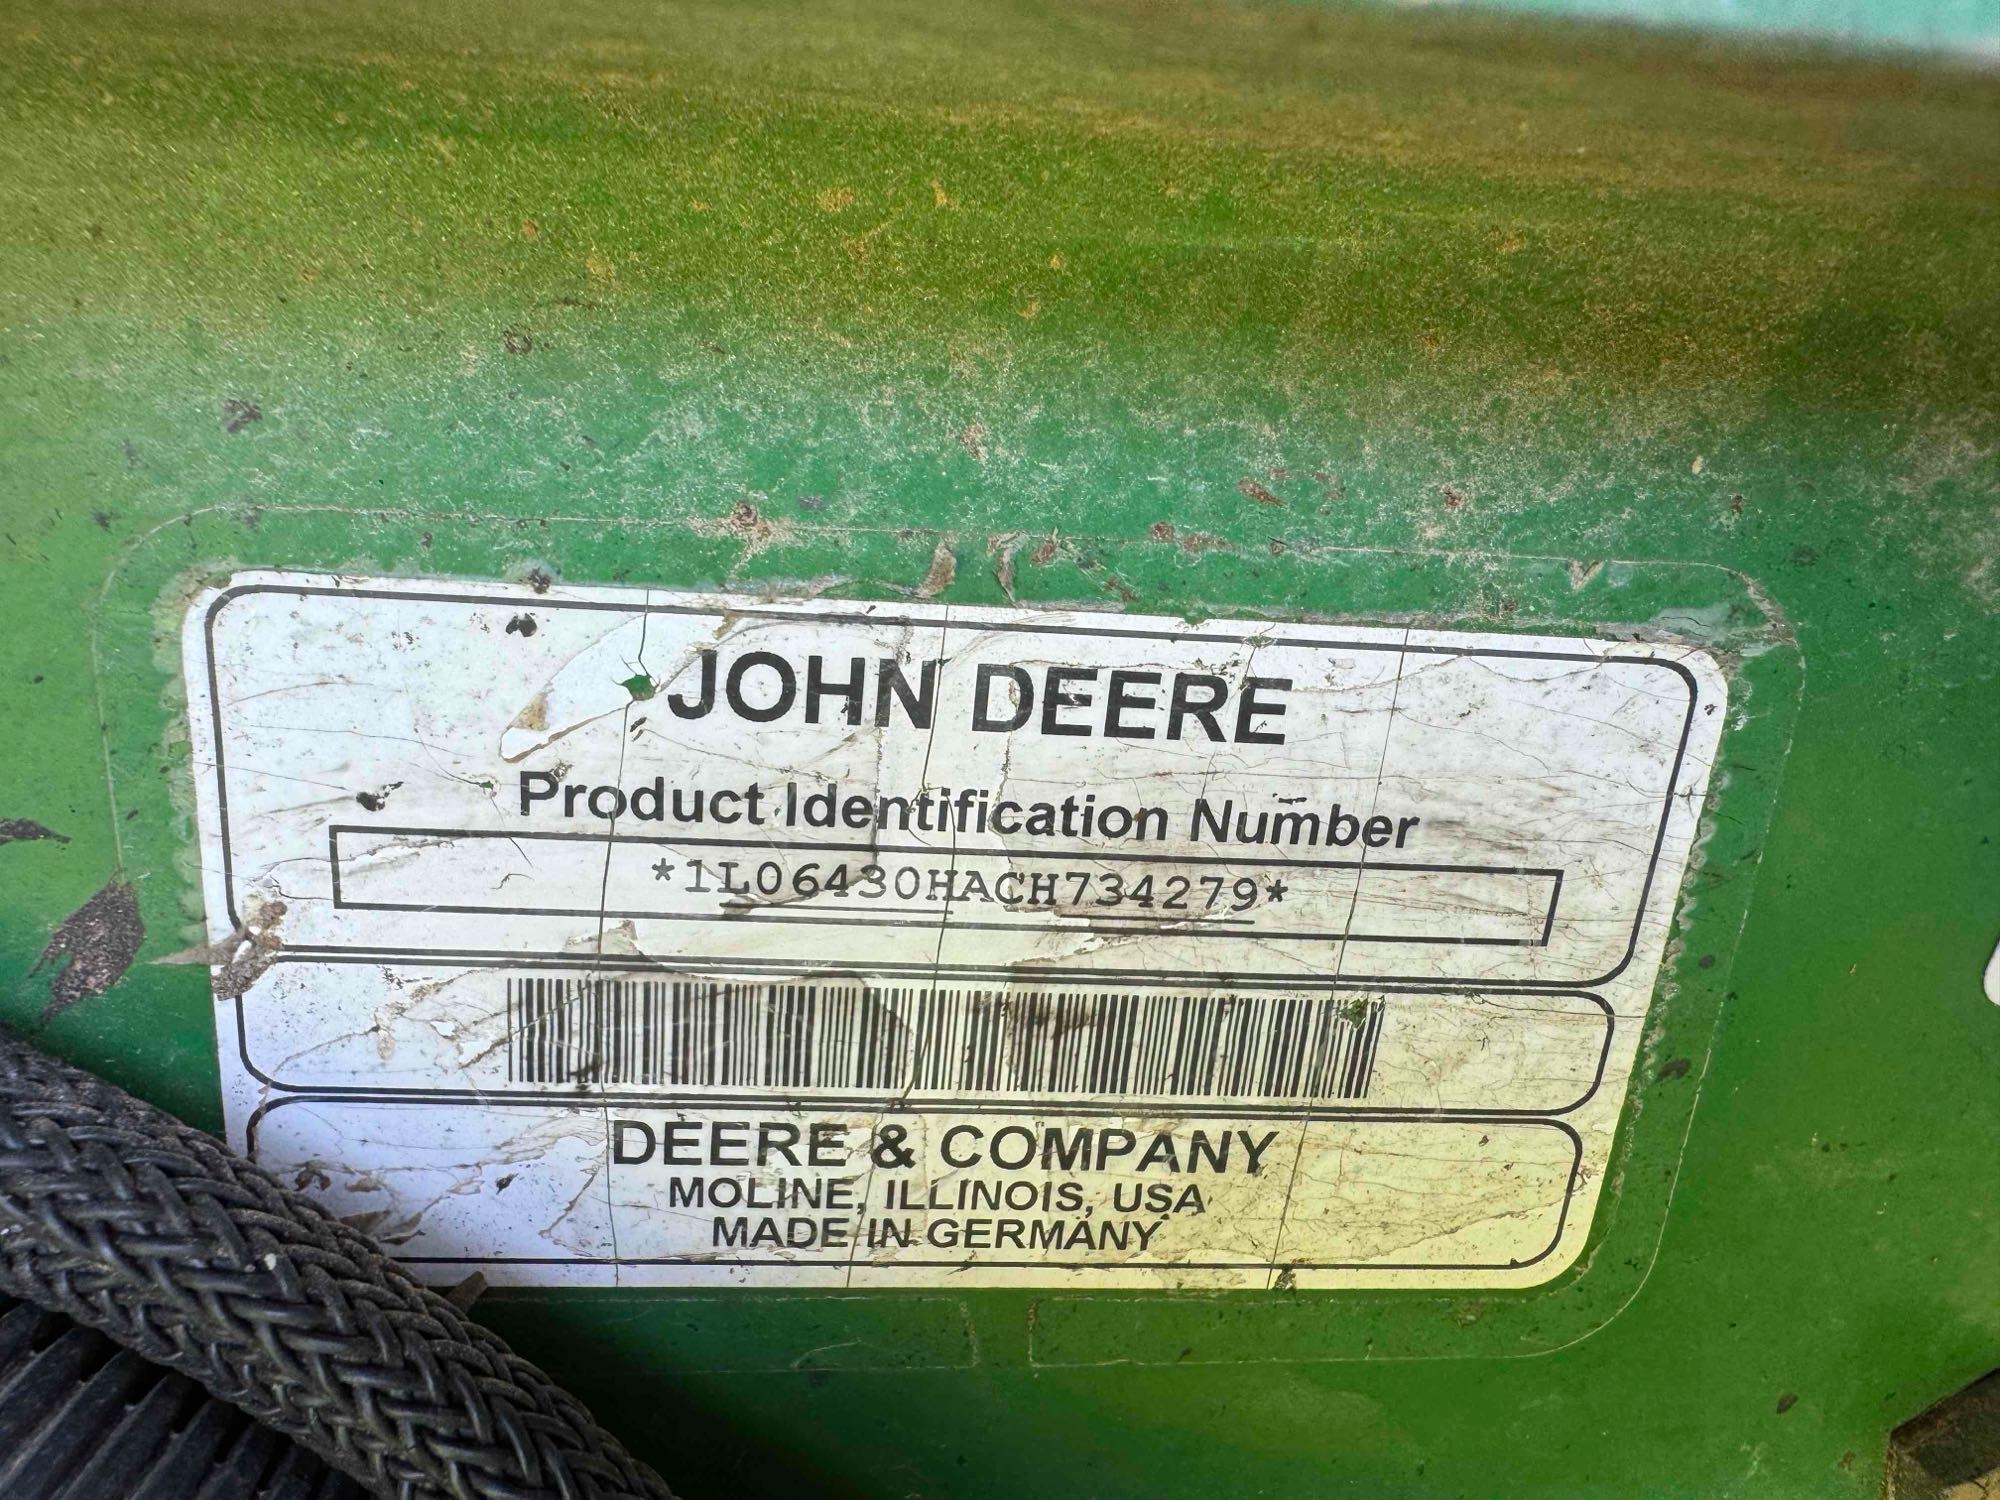 JOHN DEERE
Product Identification Number
*1L06430HACH734279*
DEERE & COMPANY
MOLINE, ILLINOIS, USA
MADE IN GERMANY